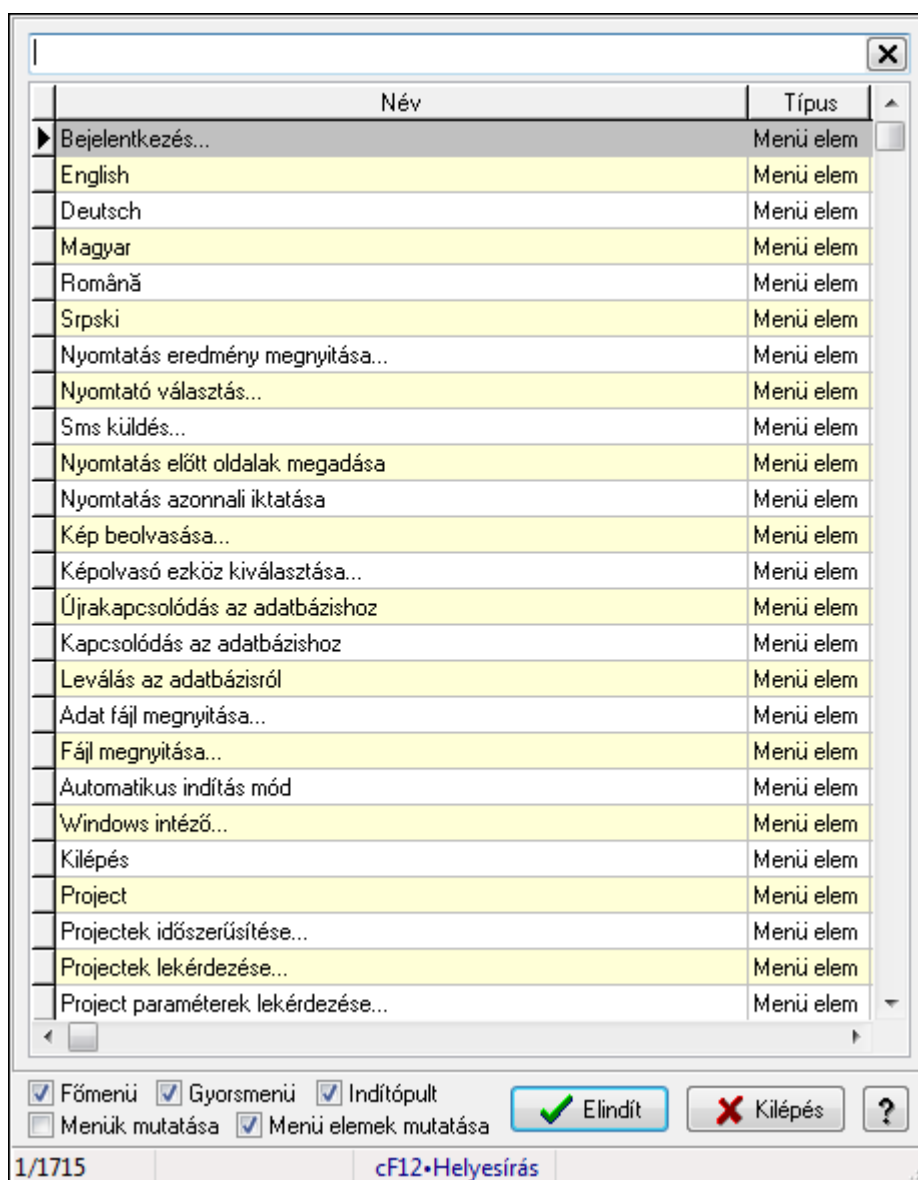 Név Típus
Bejelentkezés... Menü elem
English Menü elem
Deutsch Menü elem
Magyar Menü elem
Română Menü elem
Srpski Menü elem
Nyomtatás eredmény megnyitása... Menü elem
Nyomtató választás... Menü elem
Sms küldés... Menü elem
Nyomtatás előtt oldalak megadása Menü elem
Nyomtatás azonnali iktatása Menü elem
Kép beolvasása... Menü elem
Képolvasó ezköz kiválasztása... Menü elem
Újrakapcsolódás az adatbázishoz Menü elem
Kapcsolódás az adatbázishoz Menü elem
Leválás az adatbázisról Menü elem
Adat fájl megnyitása... Menü elem
Fájl megnyitása... Menü elem
Automatikus indítás mód Menü elem
Windows intéző... Menü elem
Kilépés Menü elem
Project Menü elem
Projectek időszerűsítése... Menü elem
Projectek lekérdezése... Menü elem
Project paraméterek lekérdezése... Menü elem
Főmenü Gyorsmenü Indítópult
Menük mutatása Menü elemek mutatása
Elindít Kilépés ?
1/1715 cF12•Helyesírás